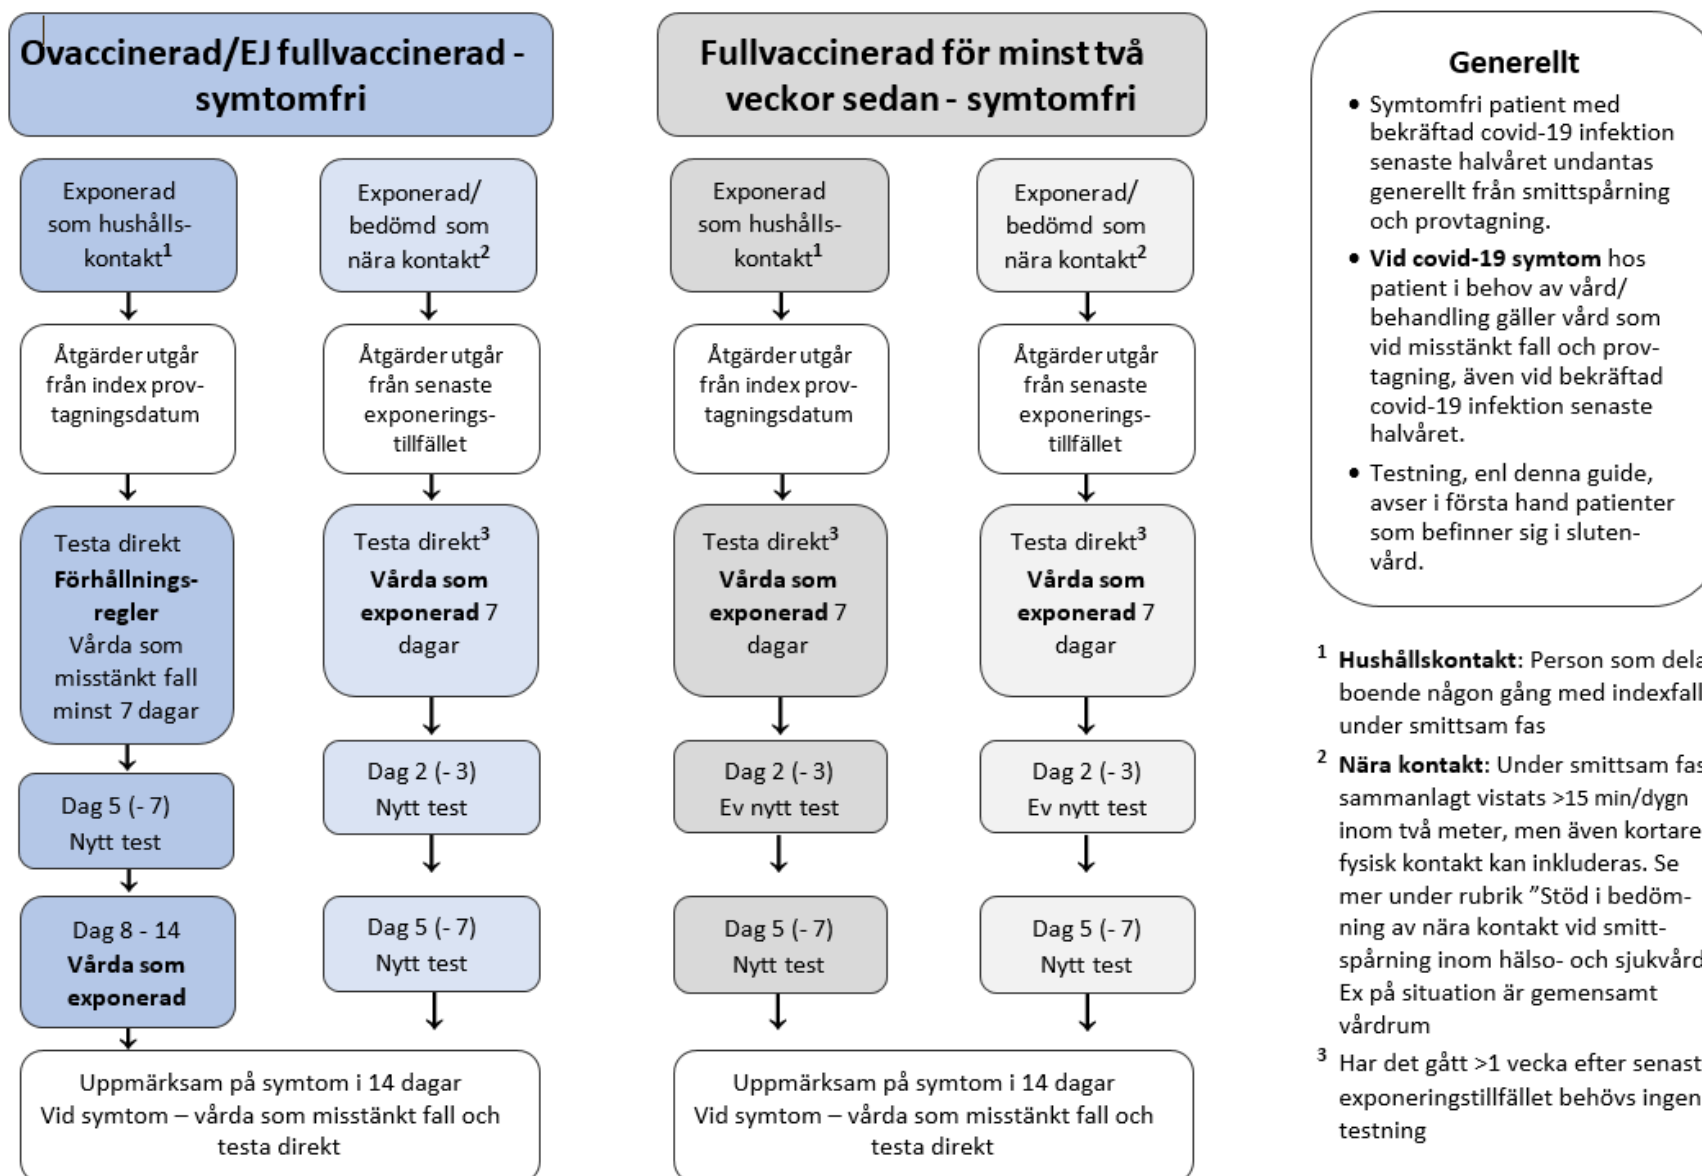 Ovaccinerad/EJ fullvaccinerad -
symtomfri
Exponerad
som hushålls-
kontakt1
Åtgärder utgår
från index prov-
tagningsdatum
Testa direkt
Förhållnings-
regler
Vårda som
misstänkt fall
minst 7 dagar
Dag 5 (- 7)
Nytt test
Dag 8 - 14
Vårda som
exponerad
Exponerad/
bedömd som
nära kontakt2
Åtgärder utgår
från senaste
exponerings-
tillfället
Testa direkt3
Vårda som
exponerad 7
dagar
Dag 2 (- 3)
Nytt test
Dag 5 (- 7)
Nytt test
Uppmärksam på symtom i 14 dagar
Vid symtom – vårda som misstänkt fall och
testa direkt
Fullvaccinerad för minst två
veckor sedan - symtomfri
Exponerad
som hushålls-
kontakt1
Åtgärder utgår
från index prov-
tagningsdatum
Testa direkt3
Vårda som
exponerad 7
dagar
Dag 2 (- 3)
Ev nytt test
Dag 5 (- 7)
Nytt test
Exponerad/
bedömd som
nära kontakt2
Åtgärder utgår
från senaste
exponerings-
tillfället
Testa direkt3
Vårda som
exponerad 7
dagar
Dag 2 (- 3)
Ev nytt test
Dag 5 (- 7)
Nytt test
Uppmärksam på symtom i 14 dagar
Vid symtom – vårda som misstänkt fall och
testa direkt
Generellt
• Symtomfri patient med
bekräftad covid-19 infektion
senaste halvåret undantas
generellt från smittspårning
och provtagning.
• Vid covid-19 symtom hos
patient i behov av vård/
behandling gäller vård som
vid misstänkt fall och prov-
tagning, även vid bekräftad
covid-19 infektion senaste
halvåret.
• Testning, enl denna guide,
avser i första hand patienter
som befinner sig i sluten-
vård.
1 Hushållskontakt: Person som dela
boende någon gång med indexfall
under smittsam fas
2 Nära kontakt: Under smittsam fas
sammanlagt vistats >15 min/dygn
inom två meter, men även kortare
fysisk kontakt kan inkluderas. Se
mer under rubrik ”Stöd i bedöm-
ning av nära kontakt vid smitt-
spårning inom hälso- och sjukvård
Ex på situation är gemensamt
vårdrum
3 Har det gått >1 vecka efter senast
exponeringstillfället behövs ingen
testning